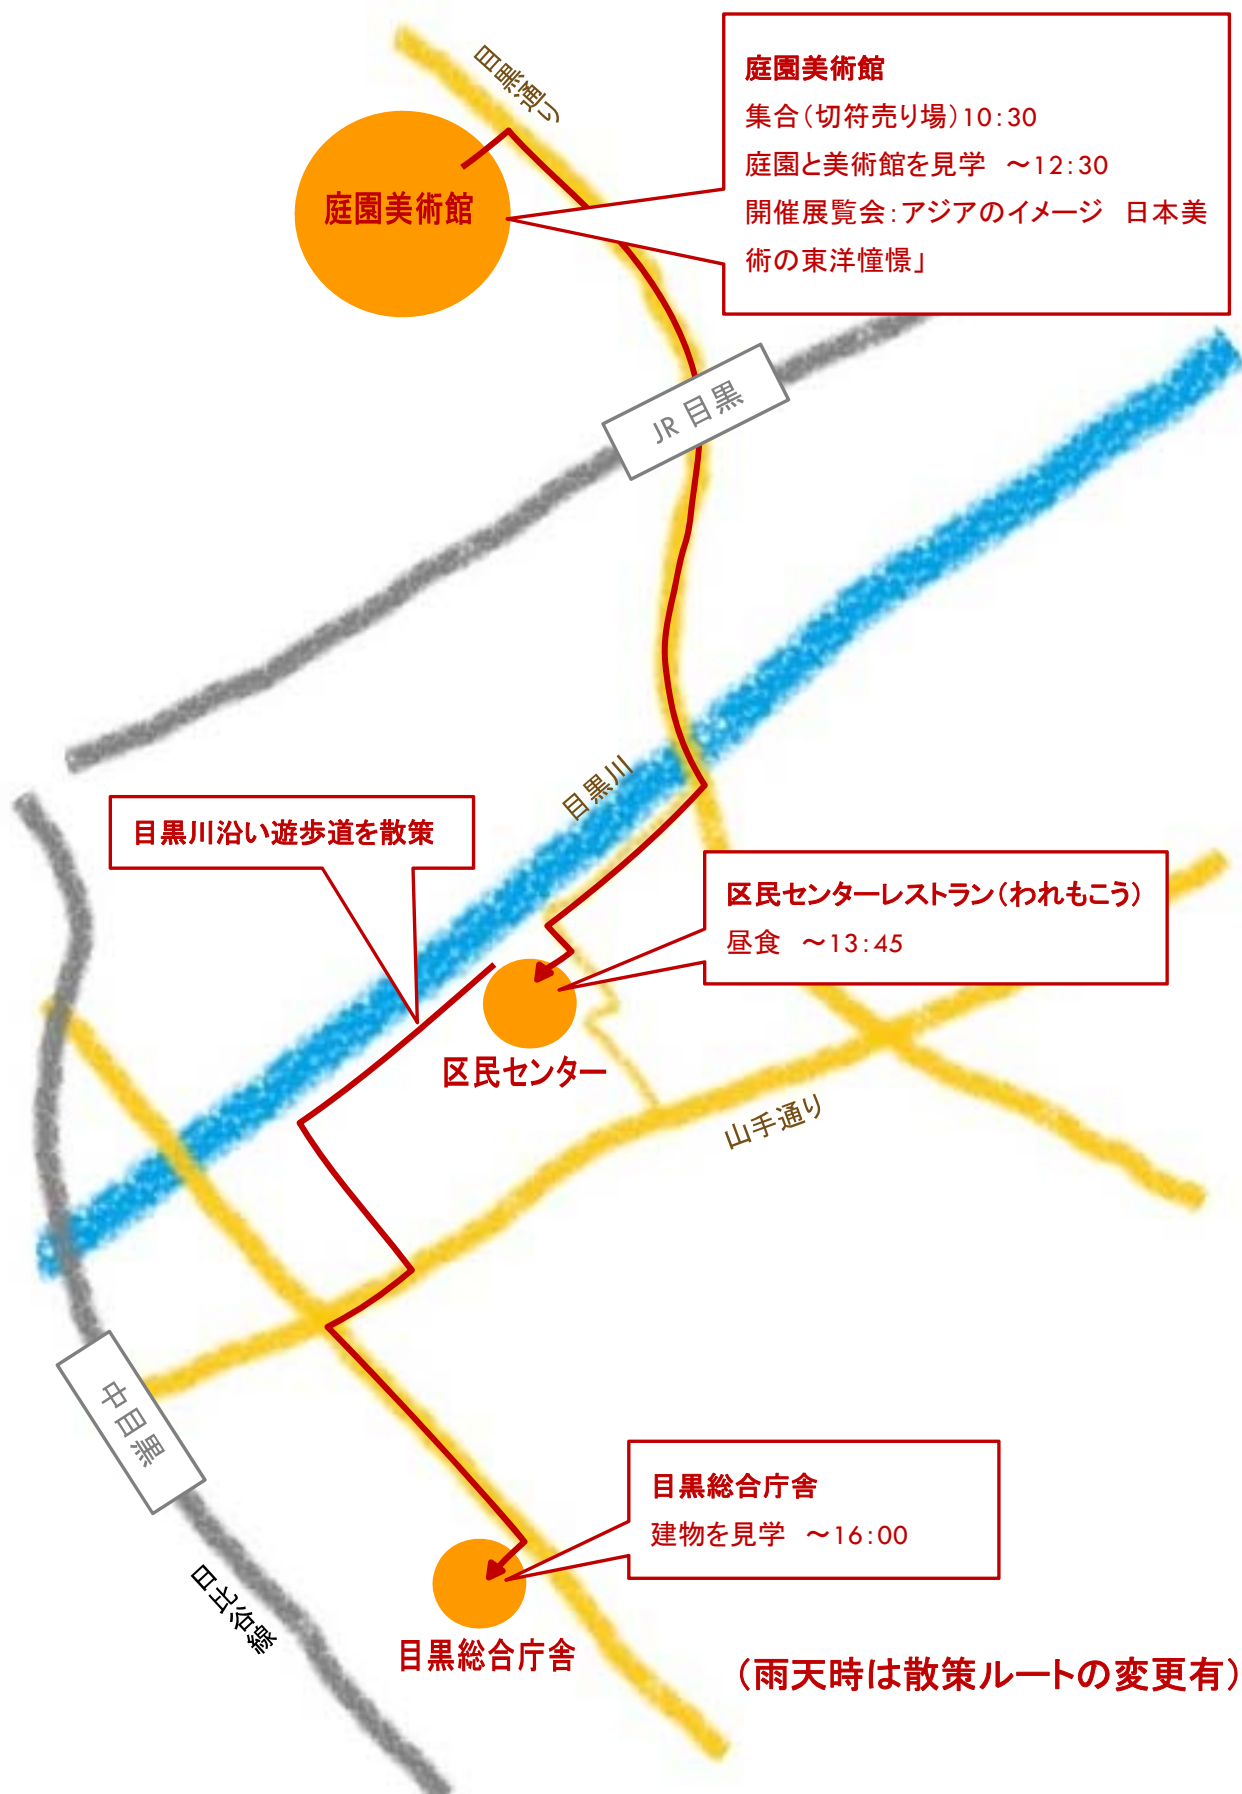 目黒通り
庭園美術館
庭園美術館
集合(切符売り場)10:30
庭園と美術館を見学　～12:30
開催展覧会:アジアのイメージ　日本美
術の東洋憧憬」
JR 目黒
目黒川
目黒川沿い遊歩道を散策
区民センターレストラン(われもこう)
昼食　～13:45
区民センター
山手通り
中目黒
目黒総合庁舎
建物を見学　～16:00
日比谷線
目黒総合庁舎
(雨天時は散策ルートの変更有)